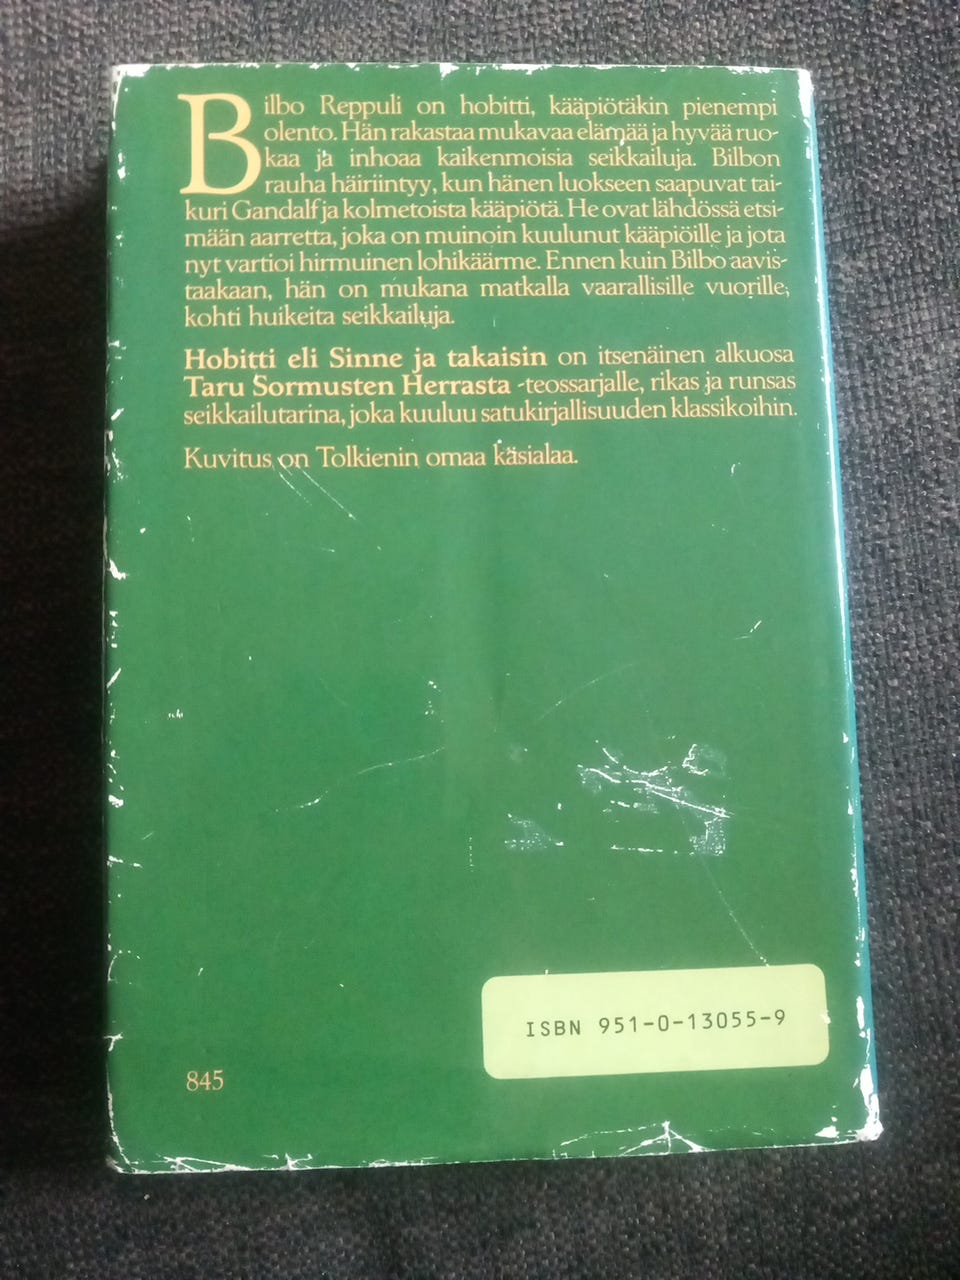 Bilbo Reppuli on hobitti, kääpiötäkin pienempi
olento. Hän rakastaa mukavaa elämää ja hyvää ruo-
kaa ja inhoaa kaikenmoisia seikkailuja. Bilbon
rauha häiriintyy, kun hänen luokseen saapuvat tai-
kuri Gandalf ja kolmetoista kääpiötä. He ovat lähdössä etsi-
mään aarretta, joka on muinoin kuulunut kääpiöille ja jota
nyt vartioi hirmuinen lohikäärme. Ennen kuin Bilbo aavis-
taakaan, hän on mukana matkalla vaarallisille vuorille,
kohti huikeita seikkailuja.
Hobitti eli Sinne ja takaisin on itsenäinen alkuosa
Taru Sormusten Herrasta -teossarjalle, rikas ja runsas
seikkailutarina, joka kuuluu satukirjallisuuden klassikoihin.
Kuvitus on Tolkienin omaa käsialaa.
ISBN 951-0-13055-9
845